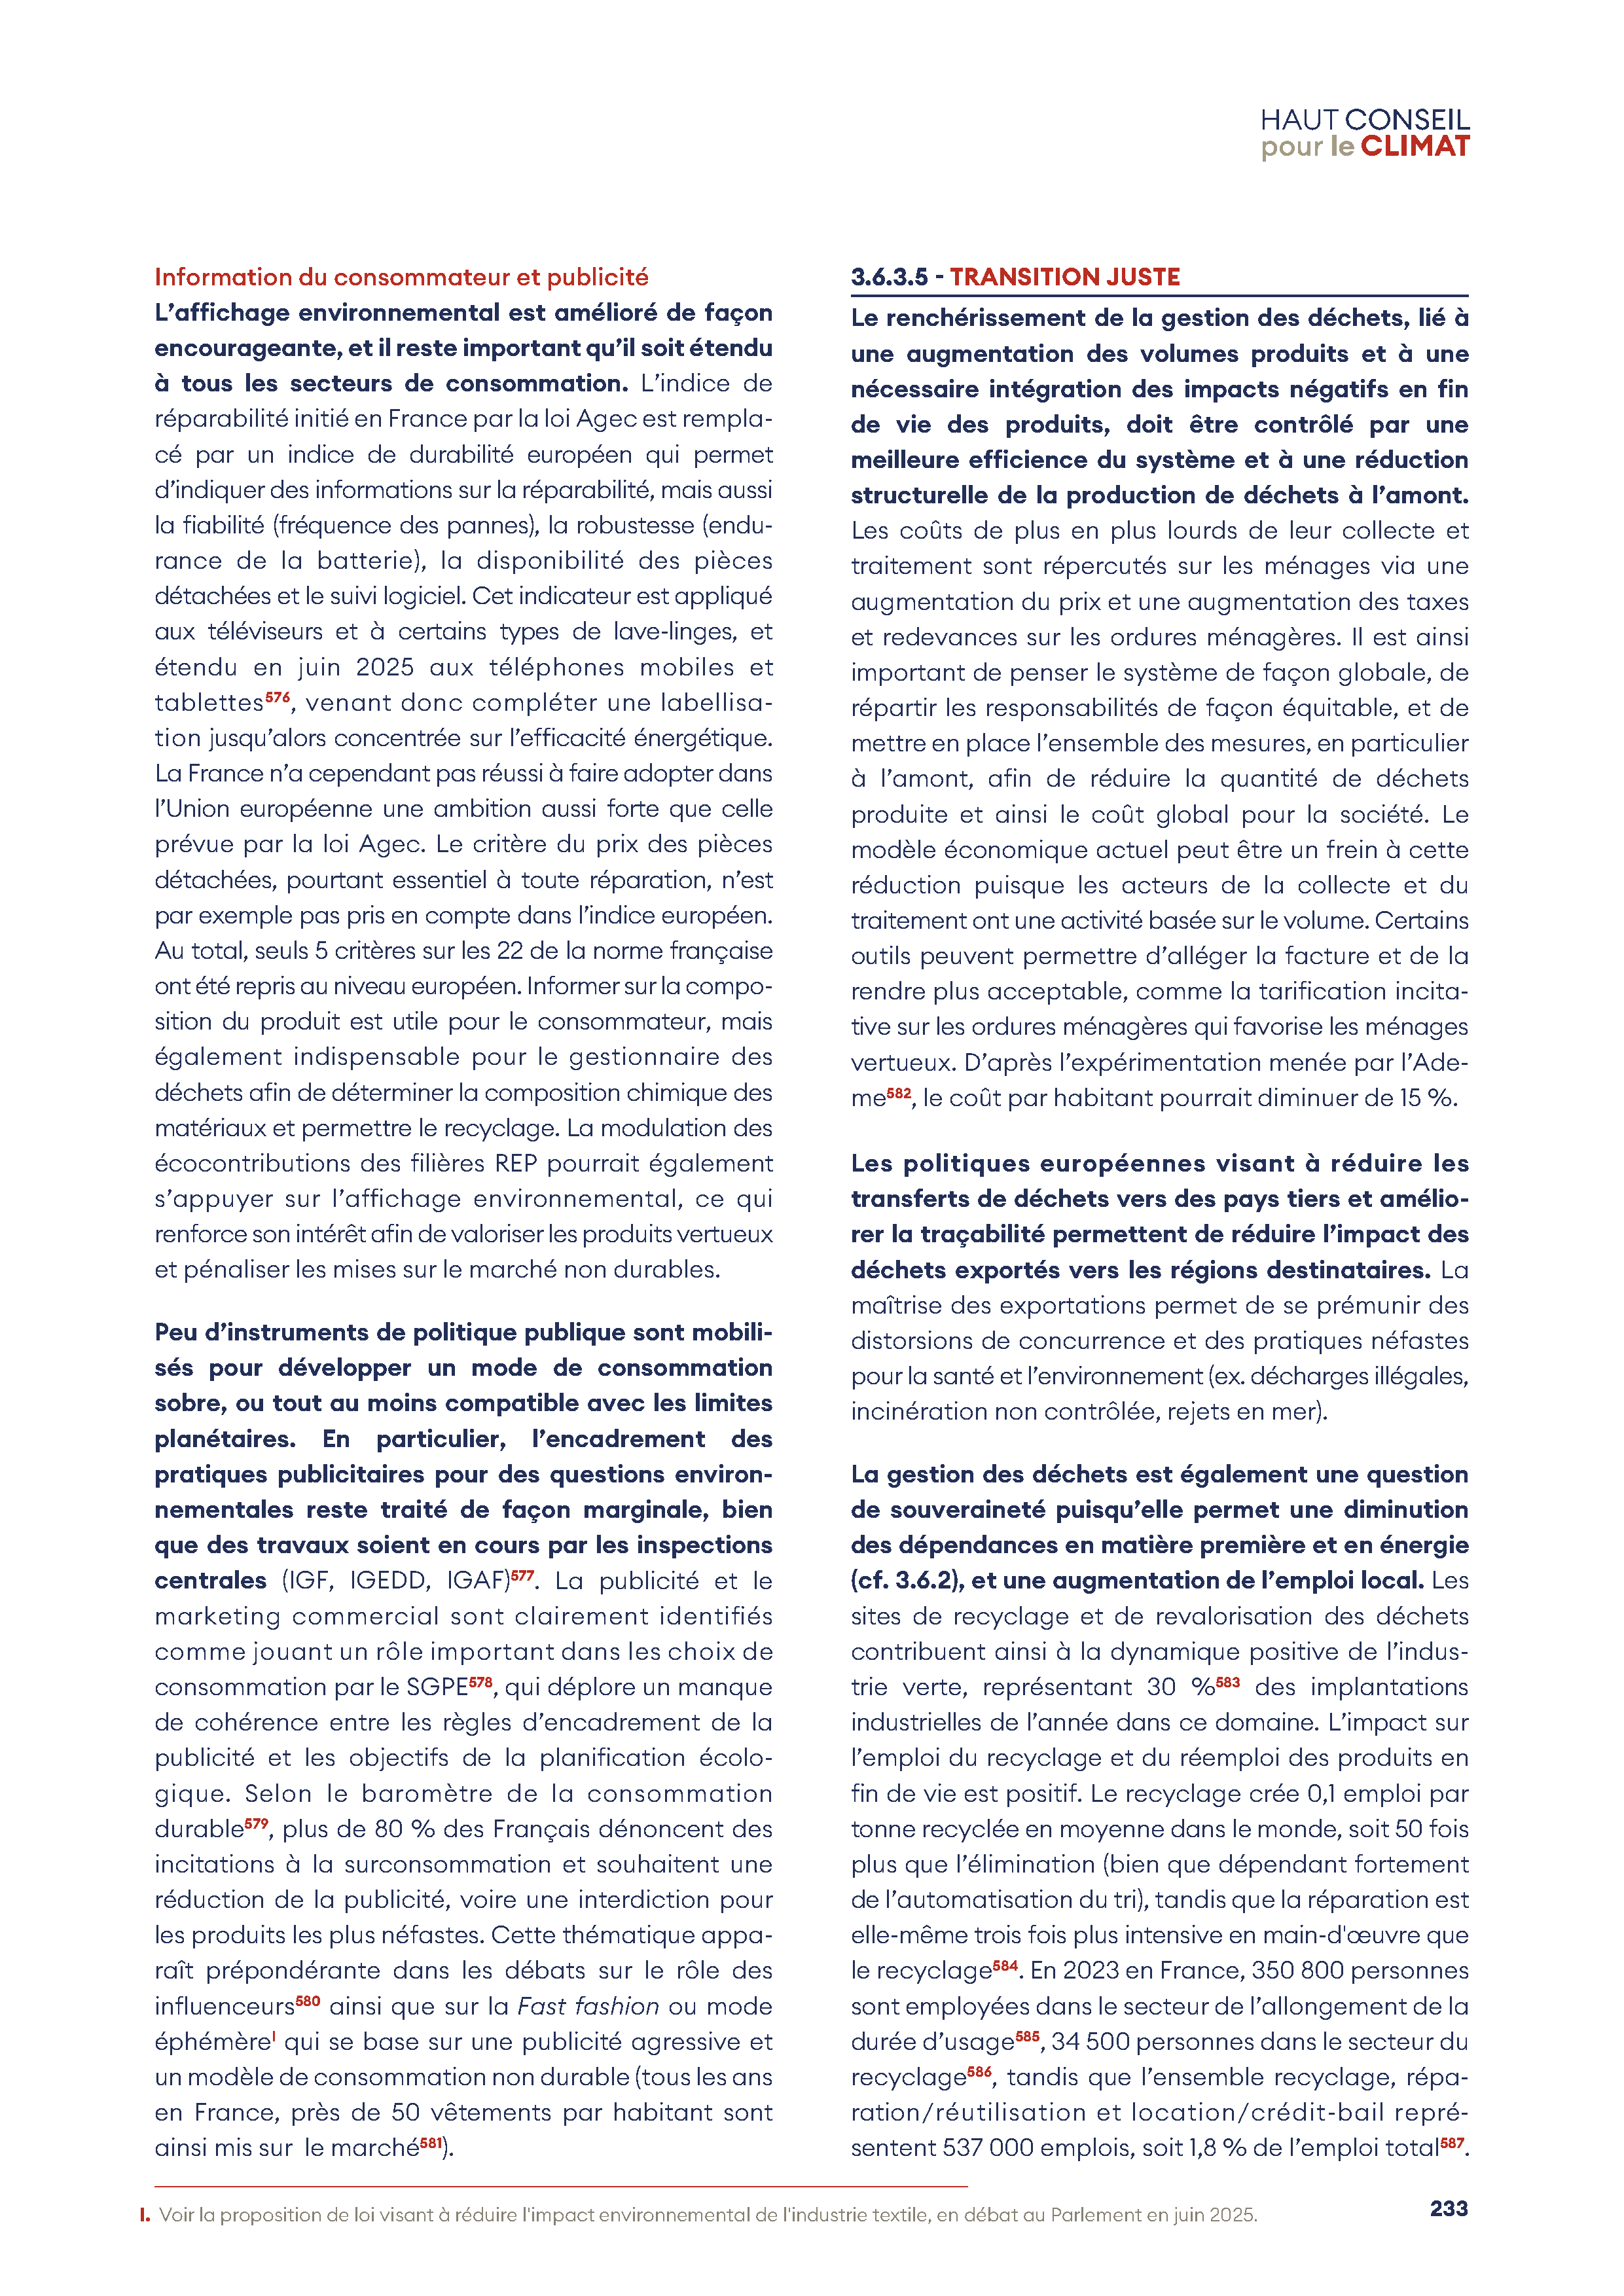 HAUT CONSEIL
pour le CLIMAT
Information du consommateur et publicité
L’affichage environnemental est amélioré de façon
encourageante, et il reste important qu’il soit étendu
à tous les secteurs de consommation. L’indice de
réparabilité initié en France par la loi Agec est rempla-
cé par un indice de durabilité européen qui permet
d’indiquer des informations sur la réparabilité, mais aussi
la fiabilité (fréquence des pannes), la robustesse (endu-
rance de la batterie), la disponibilité des pièces
détachées et le suivi logiciel. Cet indicateur est appliqué
aux téléviseurs et à certains types de lave-linges, et
étendu en juin 2025 aux téléphones mobiles et
tablettes576, venant donc compléter une labellisa-
tion jusqu’alors concentrée sur l’efficacité énergétique.
La France n’a cependant pas réussi à faire adopter dans
l’Union européenne une ambition aussi forte que celle
prévue par la loi Agec. Le critère du prix des pièces
détachées, pourtant essentiel à toute réparation, n’est
par exemple pas pris en compte dans l’indice européen.
Au total, seuls 5 critères sur les 22 de la norme française
ont été repris au niveau européen. Informer sur la compo-
sition du produit est utile pour le consommateur, mais
également indispensable pour le gestionnaire des
déchets afin de déterminer la composition chimique des
matériaux et permettre le recyclage. La modulation des
écocontributions des filières REP pourrait également
s’appuyer sur l’affichage environnemental, ce qui
renforce son intérêt afin de valoriser les produits vertueux
et pénaliser les mises sur le marché non durables.
Peu d’instruments de politique publique sont mobili-
sés pour développer un mode de consommation
sobre, ou tout au moins compatible avec les limites
planétaires. En particulier, l’encadrement des
pratiques publicitaires pour des questions environ-
nementales reste traité de façon marginale, bien
que des travaux soient en cours par les inspections
centrales (IGF, IGEDD, IGAF)577. La publicité et le
marketing commercial sont clairement identifiés
comme jouant un rôle important dans les choix de
consommation par le SGPE578, qui déplore un manque
de cohérence entre les règles d’encadrement de la
publicité et les objectifs de la planification écolo-
gique. Selon le baromètre de la consommation
durable579, plus de 80 % des Français dénoncent des
incitations à la surconsommation et souhaitent une
réduction de la publicité, voire une interdiction pour
les produits les plus néfastes. Cette thématique appa-
raît prépondérante dans les débats sur le rôle des
influenceurs580 ainsi que sur la Fast fashion ou mode
éphémèreI qui se base sur une publicité agressive et
un modèle de consommation non durable (tous les ans
en France, près de 50 vêtements par habitant sont
ainsi mis sur le marché581).
3.6.3.5 - TRANSITION JUSTE
Le renchérissement de la gestion des déchets, lié à
une augmentation des volumes produits et à une
nécessaire intégration des impacts négatifs en fin
de vie des produits, doit être contrôlé par une
meilleure efficience du système et à une réduction
structurelle de la production de déchets à l’amont.
Les coûts de plus en plus lourds de leur collecte et
traitement sont répercutés sur les ménages via une
augmentation du prix et une augmentation des taxes
et redevances sur les ordures ménagères. Il est ainsi
important de penser le système de façon globale, de
répartir les responsabilités de façon équitable, et de
mettre en place l’ensemble des mesures, en particulier
à l’amont, afin de réduire la quantité de déchets
produite et ainsi le coût global pour la société. Le
modèle économique actuel peut être un frein à cette
réduction puisque les acteurs de la collecte et du
traitement ont une activité basée sur le volume. Certains
outils peuvent permettre d’alléger la facture et de la
rendre plus acceptable, comme la tarification incita-
tive sur les ordures ménagères qui favorise les ménages
vertueux. D’après l’expérimentation menée par l’Ade-
me582, le coût par habitant pourrait diminuer de 15 %.
Les politiques européennes visant à réduire les
transferts de déchets vers des pays tiers et amélio-
rer la traçabilité permettent de réduire l’impact des
déchets exportés vers les régions destinataires. La
maîtrise des exportations permet de se prémunir des
distorsions de concurrence et des pratiques néfastes
pour la santé et l’environnement (ex. décharges illégales,
incinération non contrôlée, rejets en mer).
La gestion des déchets est également une question
de souveraineté puisqu’elle permet une diminution
des dépendances en matière première et en énergie
(cf. 3.6.2), et une augmentation de l’emploi local. Les
sites de recyclage et de revalorisation des déchets
contribuent ainsi à la dynamique positive de l’indus-
trie verte, représentant 30 %583 des implantations
industrielles de l’année dans ce domaine. L’impact sur
l’emploi du recyclage et du réemploi des produits en
fin de vie est positif. Le recyclage crée 0,1 emploi par
tonne recyclée en moyenne dans le monde, soit 50 fois
plus que l’élimination (bien que dépendant fortement
de l’automatisation du tri), tandis que la réparation est
elle-même trois fois plus intensive en main-d'œuvre que
le recyclage584. En 2023 en France, 350 800 personnes
sont employées dans le secteur de l’allongement de la
durée d’usage585, 34 500 personnes dans le secteur du
recyclage586, tandis que l’ensemble recyclage, répa-
ration/réutilisation et location/crédit-bail repré-
sentent 537 000 emplois, soit 1,8 % de l’emploi total587.
I. Voir la proposition de loi visant à réduire l'impact environnemental de l'industrie textile, en débat au Parlement en juin 2025.
233